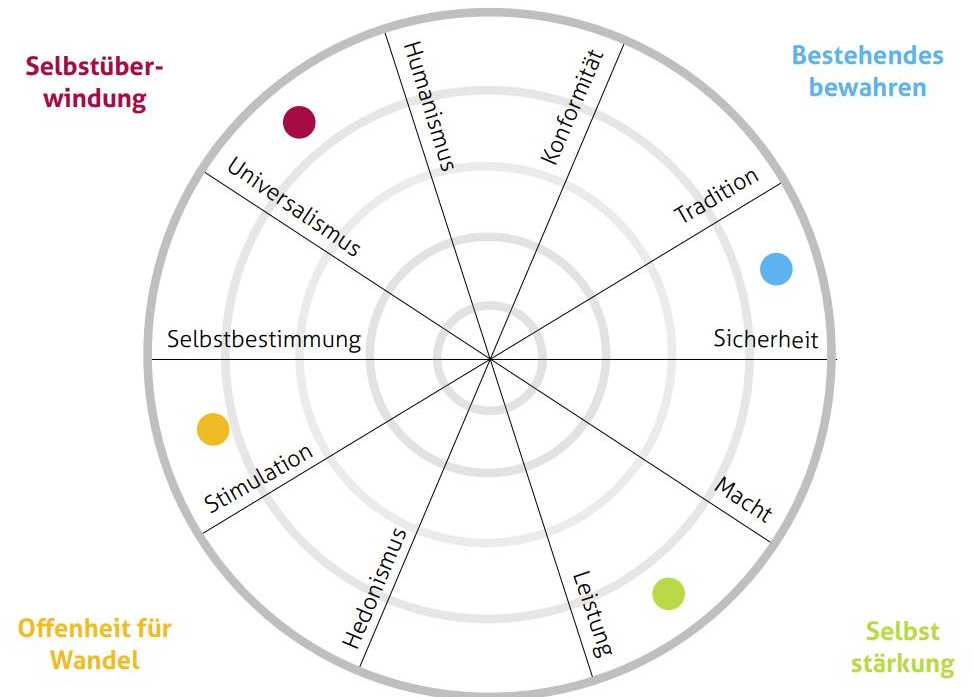 Selbstüber-
windung
Bestehendes
bewahren
Humanismus
Konformität
Universalismus
Tradition
Selbstbestimmung
Sicherheit
Stimulation
Macht
Hedonismus
Leistung
Offenheit für
Wandel
Selbst
stärkung